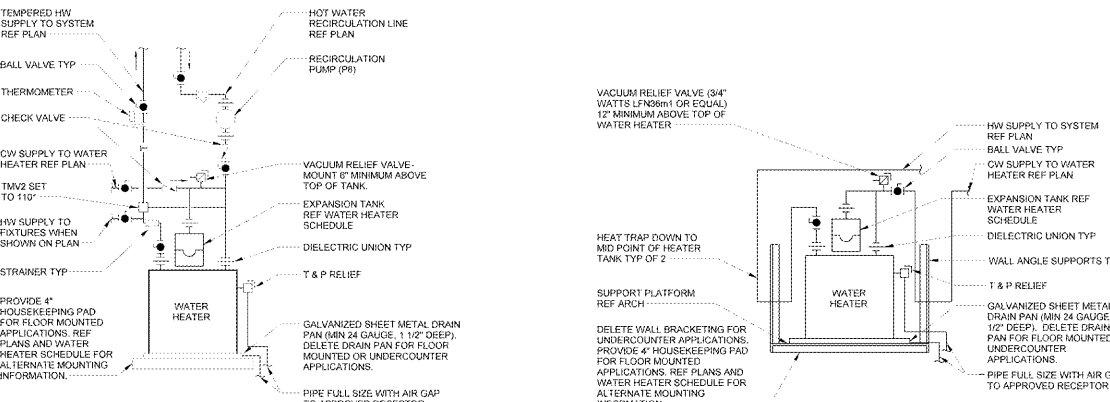 TEMPERED HW
SUPPLY TO SYSTEM
REF PLAN
BALL VALVE TYP
THERMOMETER
CHECK VALVE
CW SUPPLY TO WATER
HEATER REF PLAN
TMV2 SET
TO 110°
HW SUPPLY TO
FIXTURES WHEN
SHOWN ON PLAN
STRAINER TYP
PROVIDE 4"
HOUSEKEEPING PAD
FOR FLOOR MOUNTED
APPLICATIONS. REF
PLANS AND WATER
HEATER SCHEDULE FOR
ALTERNATE MOUNTING
INFORMATION.
HOT WATER
RECIRCULATION LINE
REF PLAN
RECIRCULATION
PUMP (P6)
VACUUM RELIEF VALVE-
MOUNT 6" MINIMUM ABOVE
TOP OF TANK.
EXPANSION TANK
REF WATER HEATER
SCHEDULE
DIELECTRIC UNION TYP
T & P RELIEF
WATER
HEATER
GALVANIZED SHEET METAL DRAIN
PAN (MIN 24 GAUGE, 1 1/2" DEEP).
DELETE DRAIN PAN FOR FLOOR
MOUNTED OR UNDERCOUNTER
APPLICATIONS.
PIPE FULL SIZE WITH AIR GAP
TO APPROVED RECEPTOR
VACUUM RELIEF VALVE (3/4"
WATTS LFN36m1 OR EQUAL)
12" MINIMUM ABOVE TOP OF
WATER HEATER
HEAT TRAP DOWN TO
MID POINT OF HEATER
TANK TYP OF 2
SUPPORT PLATFORM
REF ARCH
DELETE WALL BRACKETING FOR
UNDERCOUNTER APPLICATIONS.
PROVIDE 4" HOUSEKEEPING PAD
FOR FLOOR MOUNTED
APPLICATIONS. REF PLANS AND
WATER HEATER SCHEDULE FOR
ALTERNATE MOUNTING
INFORMATION
WATER
HEATER
HW SUPPLY TO SYSTEM
REF PLAN
BALL VALVE TYP
CW SUPPLY TO WATER
HEATER REF PLAN
EXPANSION TANK REF
WATER HEATER
SCHEDULE
DIELECTRIC UNION TYP
WALL ANGLE SUPPORTS T
T & P RELIEF
GALVANIZED SHEET METAL
DRAIN PAN (MIN 24 GAUGE,
1/2" DEEP). DELETE DRAIN
PAN FOR FLOOR MOUNTED
UNDERCOUNTER
APPLICATIONS.
PIPE FULL SIZE WITH AIR G
TO APPROVED RECEPTOR